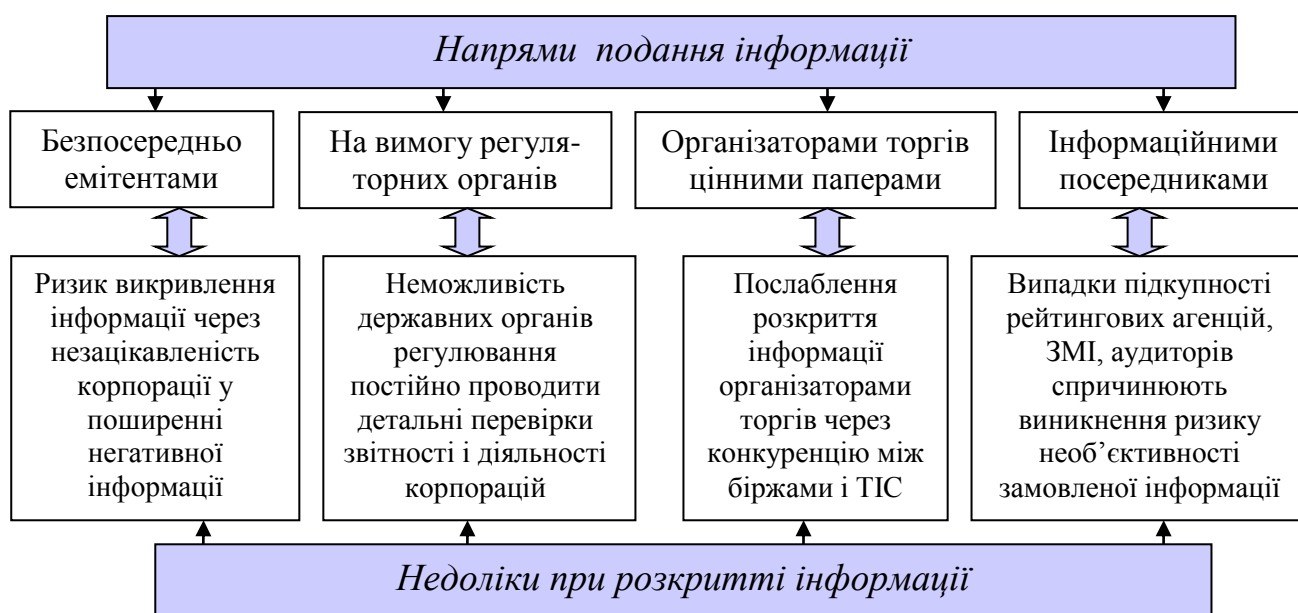 Напрями подання інформації
Безпосередньо
емітентами
На вимогу регуля-
торних органів
Організаторами торгів
цінними паперами
Інформаційними
посередниками
Ризик викривлення
інформації через
незацікавленість
корпорації у
поширенні
негативної
інформації
Неможливість
державних органів
регулювання
постійно проводити
детальні перевірки
звітності і діяльності
корпорацій
Послаблення
розкриття
інформації
організаторами
торгів через
конкуренцію між
біржами і ТІС
Випадки підкупності
рейтингових агенцій,
ЗМІ, аудиторів
спричинюють
виникнення ризику
необ’єктивності
замовленої інформації
Недоліки при розкритті інформації